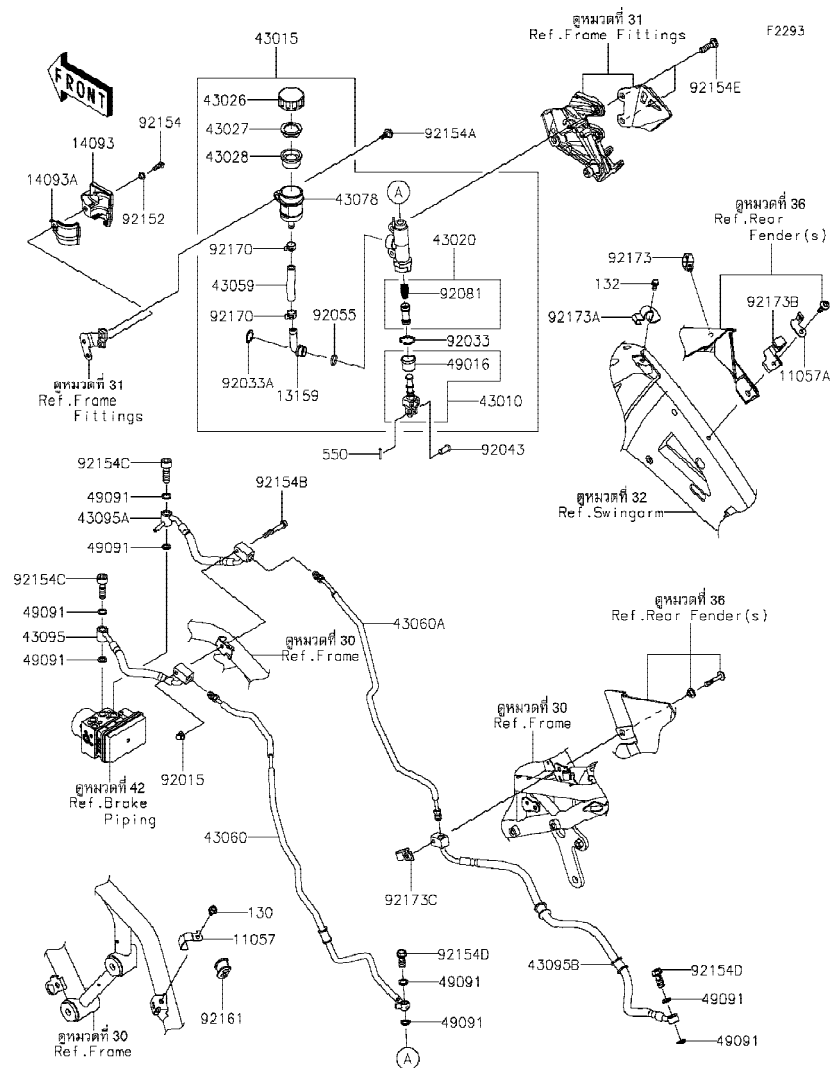 ดูหมวดที่ 31
Ref.Frame Fittings
F2293
43015
FRONT
43026
92154E
92154
43027
14093
92154A
43028
14093A
A
43078
92152
ดูหมวดที่ 36
Ref.Rear
Fender(s)
92170
43020
92173
43059
132
92081
92173B
92170
92055
92173A
92033
49016
11057A
92033A
13159
43010
ดูหมวดที่ 31
Ref.Frame
Fittings
550
92043
92154C
92154B
49091
43095A
ดูหมวดที่ 32
Ref.Swingarm
49091
92154C
49091
43095
43060A
ดูหมวดที่ 36
Ref.Rear Fender(s)
49091
ดูหมวดที่ 30
Ref.Frame
ดูหมวดที่ 30
Ref.Frame
92015
ดูหมวดที่ 42
Ref.Brake
Piping
43060
92173C
130
11057
92154D
43095B
92154D
49091
49091
92161
49091
ดูหมวดที่ 30
Ref.Frame
49091
A